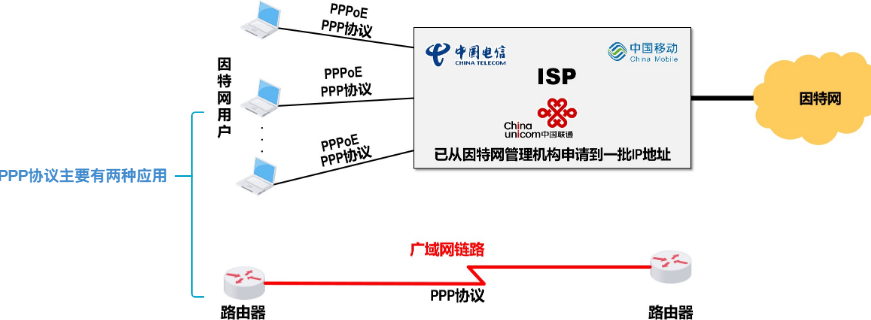 PPPoE
PPP协议
中国电信
CHINA TELECOM
中国移动
China Mobile
因特网用户
PPPoE
PPP协议
ISP
因特网
China
unicom中国联通
PPPoE
PPP协议
已从因特网管理机构申请到一批IP地址
PPP协议主要有两种应用
广域网链路
PPP协议
路由器
路由器